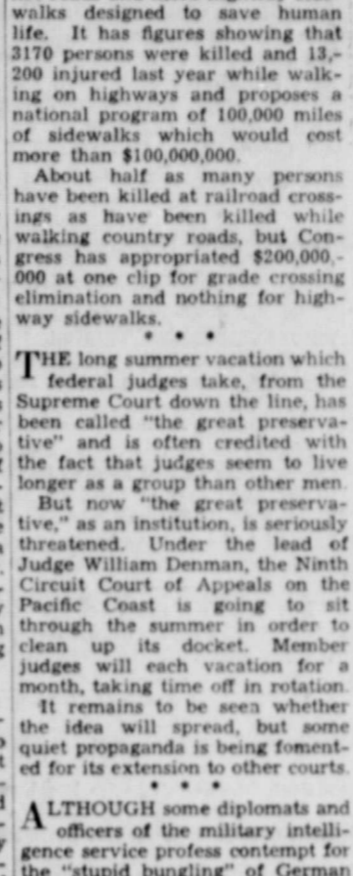 walks designed to save human
life. It has figures showing that
3170 persons were killed and 13,-
200 injured last year while walk-
ing on highways and proposes a
national program of 100,000 miles
of sidewalks which would cost
more than $100,000,000.
About half as many persons
have been killed at railroad cross-
ings as have been killed while
walking country roads, but Con-
gress has appropriated $200,000,-
000 at one clip for grade crossing
elimination and nothing for high-
way sidewalks.
• • •
THE long summer vacation which
federal judges take, from the
Supreme Court down the line, has
been called "the great preserva-
tive" and is often credited with
the fact that judges seem to live
longer as a group than other men.
But now "the great preserva-
tive," as an institution, is seriously
threatened. Under the lead of
Judge William Denman, the Ninth
Circuit Court of Appeals on the
Pacific Coast is going to sit
through the summer in order to
clean up its docket. Member
judges will each vacation for a
month, taking time off in rotation.
It remains to be seen whether
the idea will spread, but some
quiet propaganda is being foment-
ed for its extension to other courts.
• • •
ALTHOUGH some diplomats and
officers of the military intelli-
gence service profess contempt for
the "stupid bungling" of German